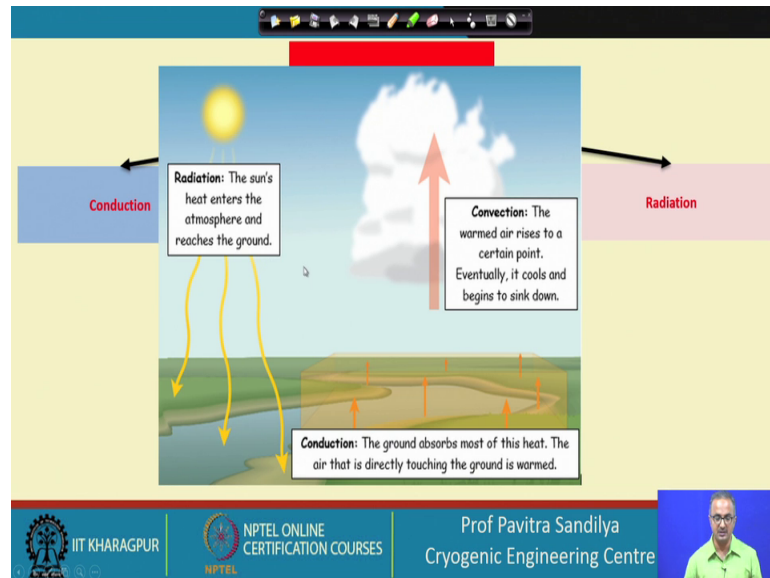 Radiation: The sun's
heat enters the
atmosphere and
reaches the ground.
Conduction
Convection: The
warmed air rises to a
certain point.
Eventually, it cools and
begins to sink down.
Radiation
Conduction: The ground absorbs most of this heat. The
air that is directly touching the ground is warmed.
IIT KHARAGPUR
NPTEL
NPTEL ONLINE
CERTIFICATION COURSES
Prof Pavitra Sandilya
Cryogenic Engineering Centre